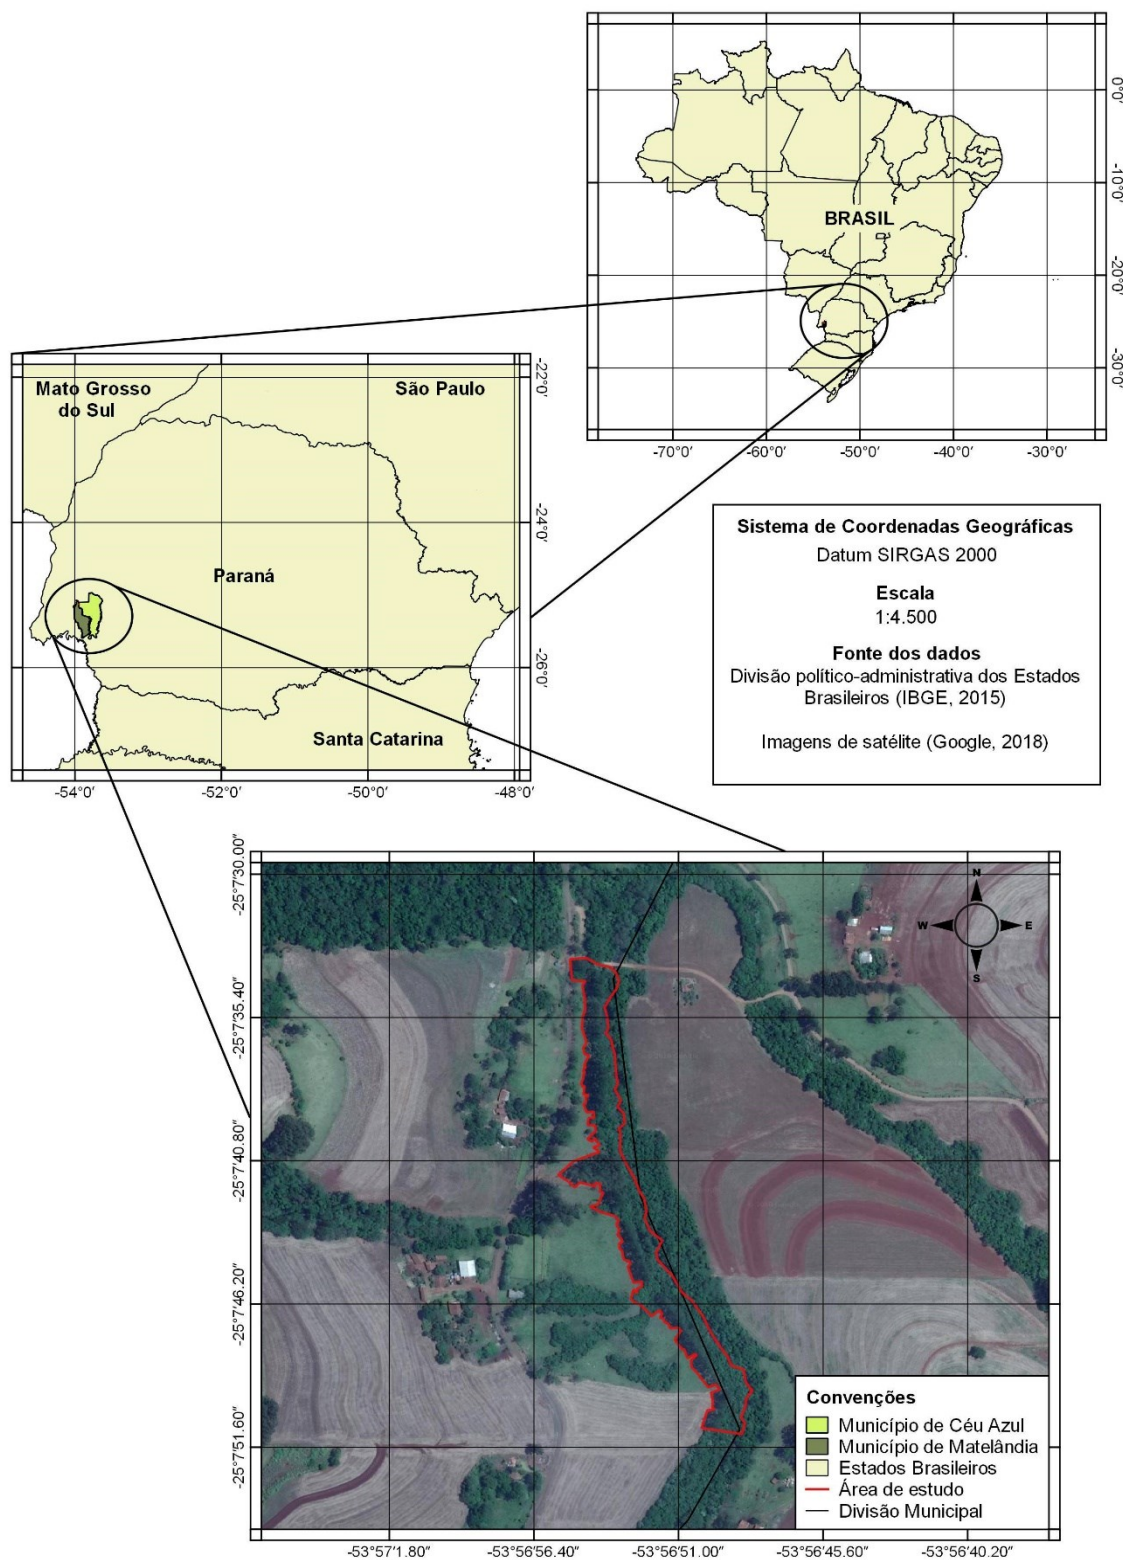 BRASIL
0°0'
-10°0'
-20°0'
-30°0'
-70°0'
-60°0'
-50°0'
-40°0'
-30°0'
Mato Grosso
do Sul
São Paulo
Paraná
Santa Catarina
-22°0'
-24°0'
-26°0'
-54°0'
-52°0'
-50°0'
-48°0'
Sistema de Coordenadas Geográficas
Datum SIRGAS 2000
Escala
1:4.500
Fonte dos dados
Divisão político-administrativa dos Estados
Brasileiros (IBGE, 2015)
Imagens de satélite (Google, 2018)
-25°7'30.00"
-25°7'35.40"
-25°7'40.80"
-25°7'46.20"
-25°7'51.60"
N
W
E
S
Convenções
Município de Céu Azul
Município de Matelândia
Estados Brasileiros
Área de estudo
Divisão Municipal
-53°57'1.80"
-53°56'56.40"
-53°56'51.00"
-53°56'45.60"
-53°56'40.20"